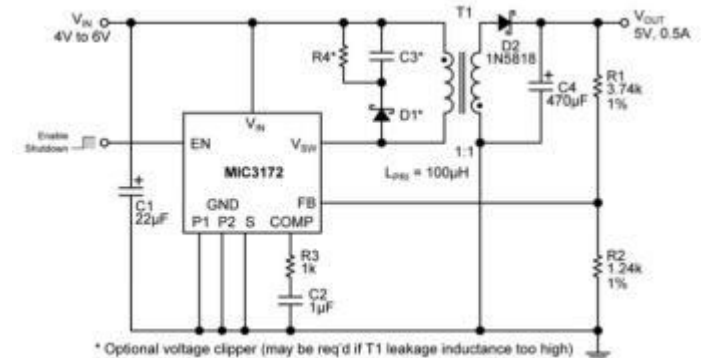 VIN
4V to 6V
T1
VOUT
5V, 0.5A
R4*
C3*
D2
1N5818
R1
3.74k
1%
C4
470µF
D1*
Enable
Shutdown
EN
VIN
VSW
MIC3172
1:1
LPRI = 100µH
C1
22µF
GND
FB
P1 P2 S COMP
R3
1k
C2
1µF
R2
1.24k
1%
* Optional voltage clipper (may be req'd if T1 leakage inductance too high)